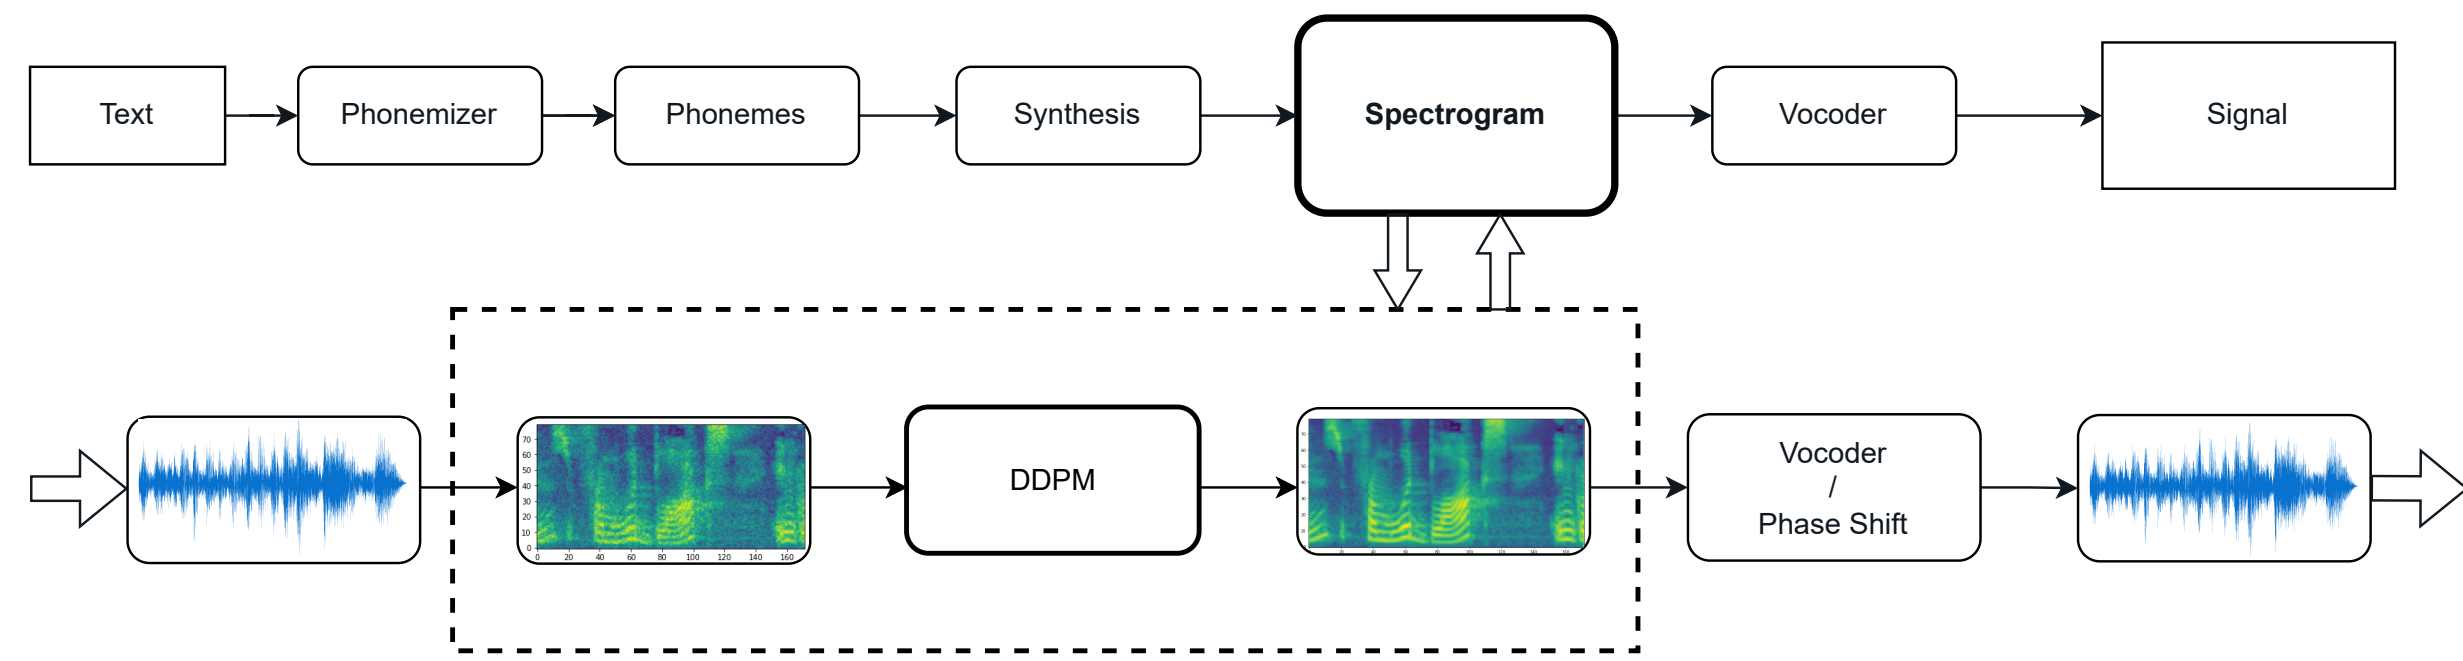 Text
Phonemizer
Phonemes
Synthesis
Spectrogram
Vocoder
Signal
70
60
50
40
30
20
10
0
0 20 40 60 80 100 120 140 160
DDPM
Vocoder
/
Phase Shift